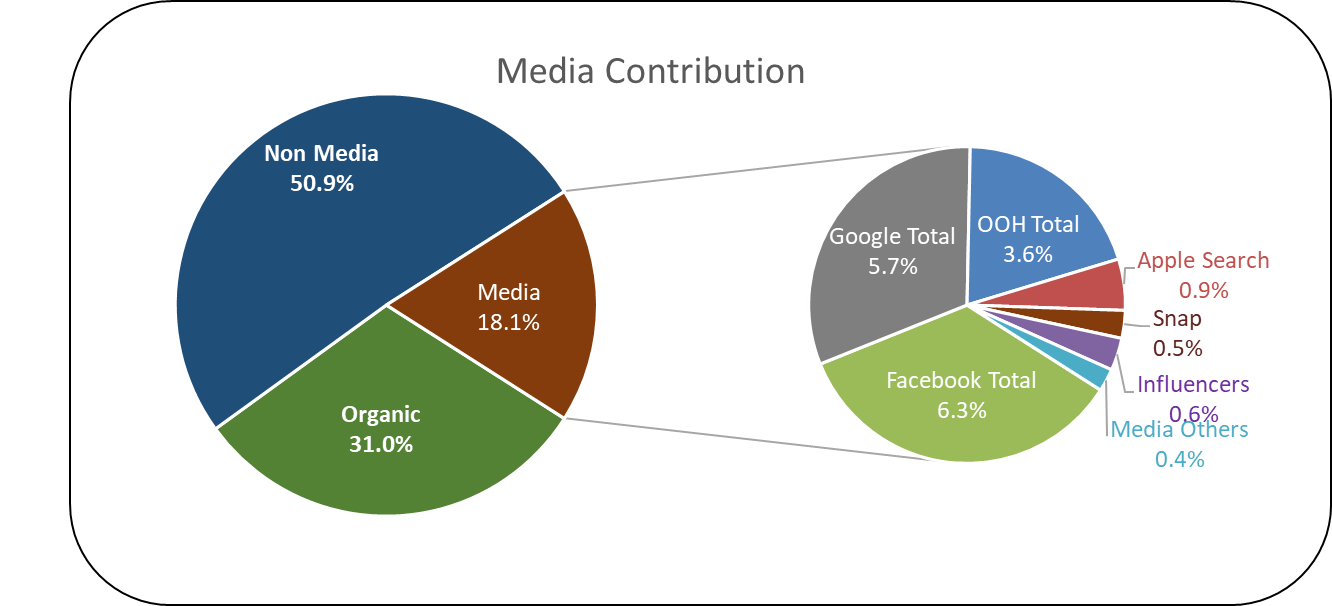 Media Contribution
Non Media
50.9%
Media
18.1%
Organic
31.0%
Google Total
5.7%
OOH Total
3.6%
Apple Search
0.9%
Snap
0.5%
Influencers
0.6%
Media Others
0.4%
Facebook Total
6.3%